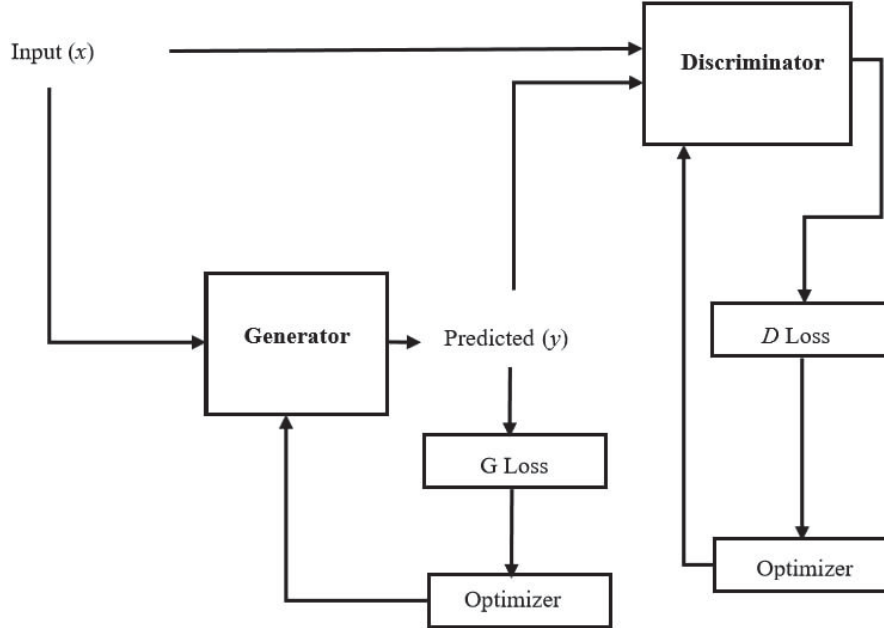 Input (x)
Discriminator
Generator
Predicted (y)
D Loss
G Loss
Optimizer
Optimizer